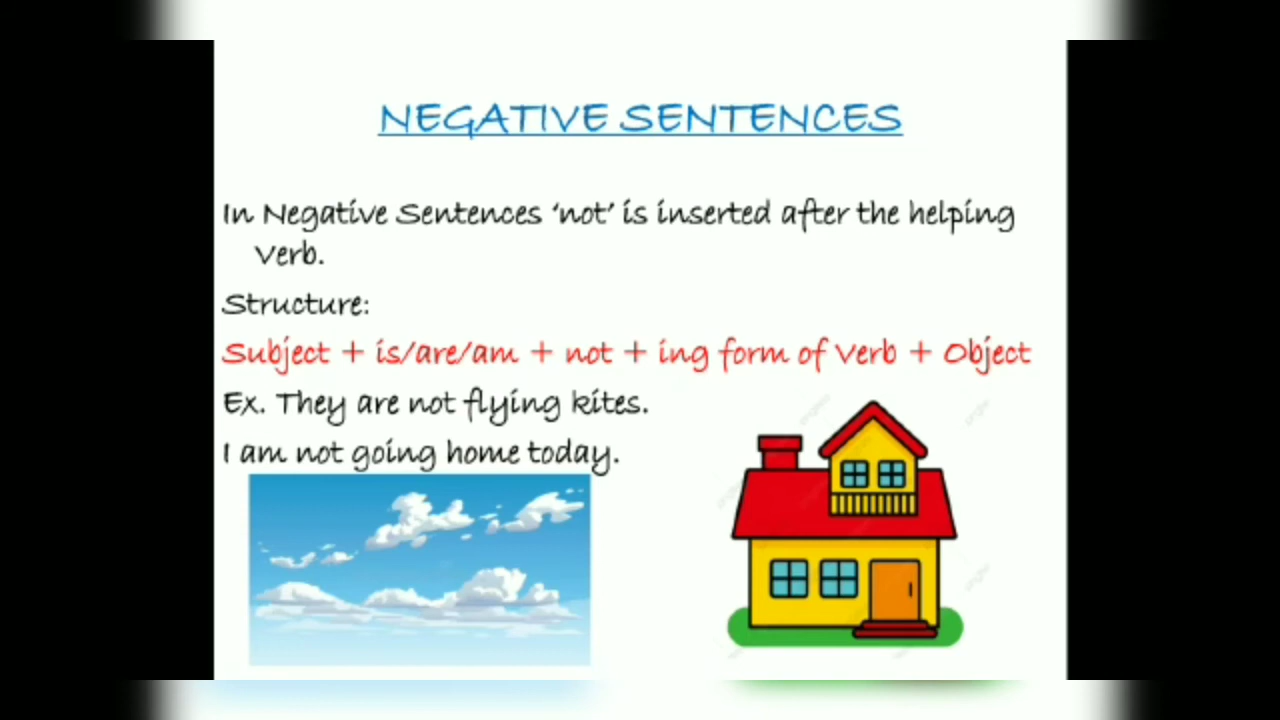 NEGATIVE SENTENCES
In Negative Sentences ‘not’ is inserted after the helping
Verb.
Structure:
Subject + is/are/am + not + ing form of Verb + Object
Ex. They are not flying kites.
I am not going home today.